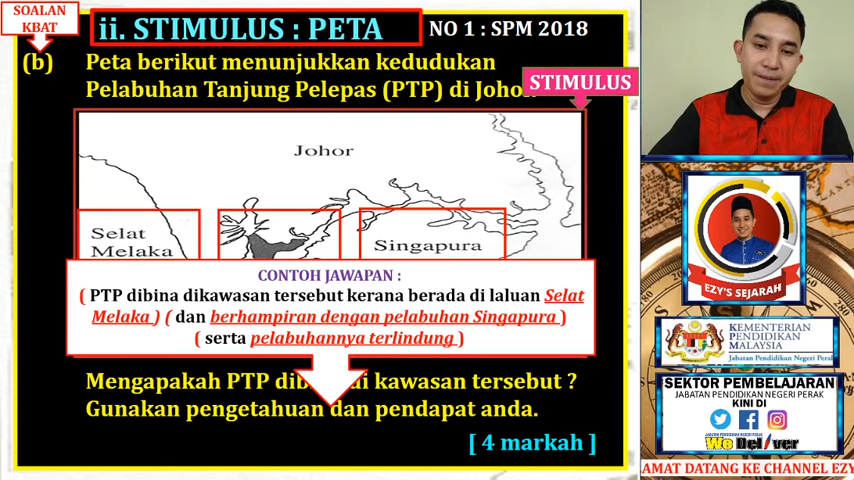 SOALAN
KBAT
ii. STIMULUS : PETA
NO 1 : SPM 2018
(b)
Peta berikut menunjukkan kedudukan
Pelabuhan Tanjung Pelepas (PTP) di Johor.
STIMULUS
Johor
Selat
Melaka
Singapura
CONTOH JAWAPAN :
( PTP dibina dikawasan tersebut kerana berada di laluan Selat
Melaka ) ( dan berhampiran dengan pelabuhan Singapura )
( serta pelabuhannya terlindung )
Mengapakah PTP dibina di kawasan tersebut ?
Gunakan pengetahuan dan pendapat anda.
[ 4 markah ]
EZY'S SEJARAH
KEMENTERIAN
PENDIDIKAN
MALAYSIA
Jabatan Pendidikan Negeri Perak
SEKTOR PEMBELAJARAN
JABATAN PENDIDIKAN NEGERI PERAK
KINI DI
JABATAN PENDIDIKAN NEGERI PERAK
We Deliver
AMAT DATANG KE CHANNEL EZY